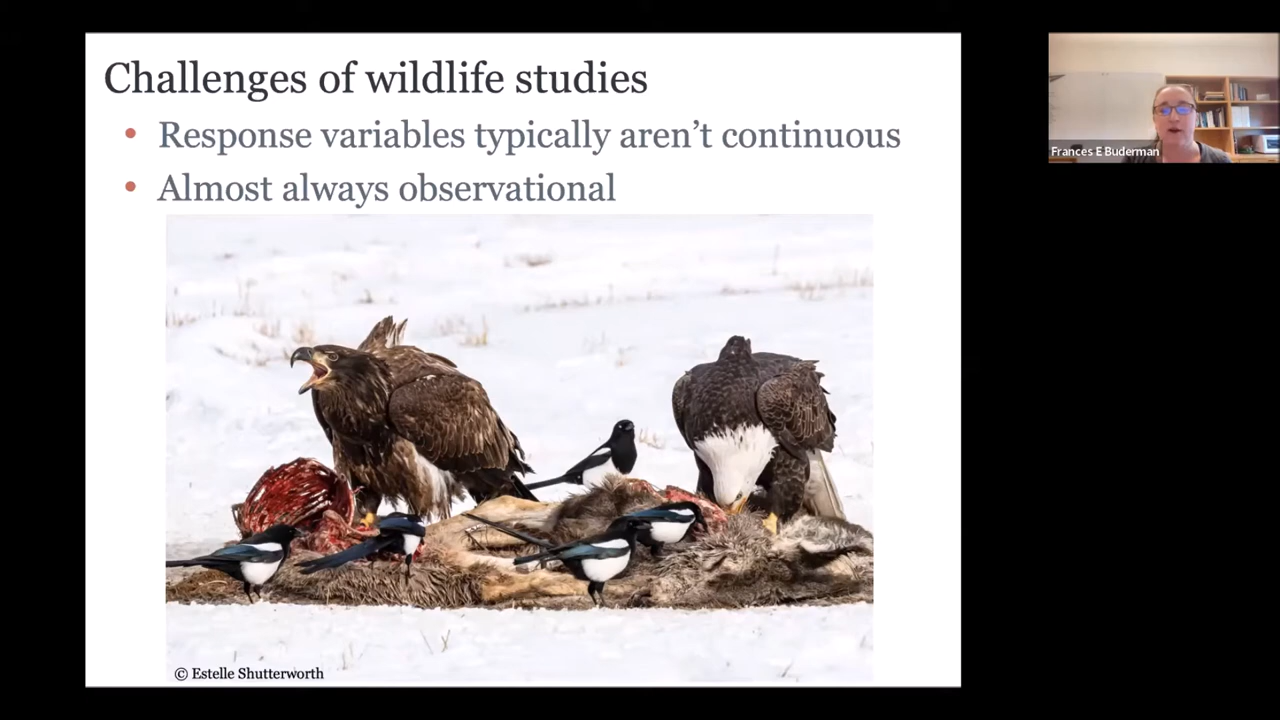 Challenges of wildlife studies
• Response variables typically aren’t continuous
• Almost always observational
© Estelle Shutterworth
Frances E Buderman